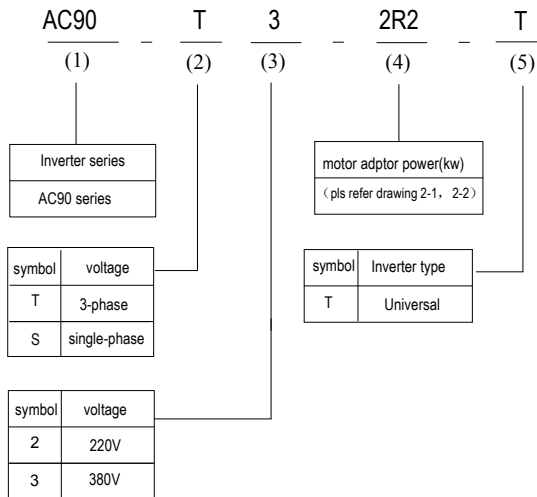 AC90 - T 3 - 2R2 - T
(1) (2) (3) (4) (5)
Inverter series
AC90 series
motor adptor power(kw)
（pls refer drawing 2-1， 2-2）
symbol voltage
T 3-phase
S single-phase
symbol Inverter type
T Universal
symbol voltage
2 220V
3 380V